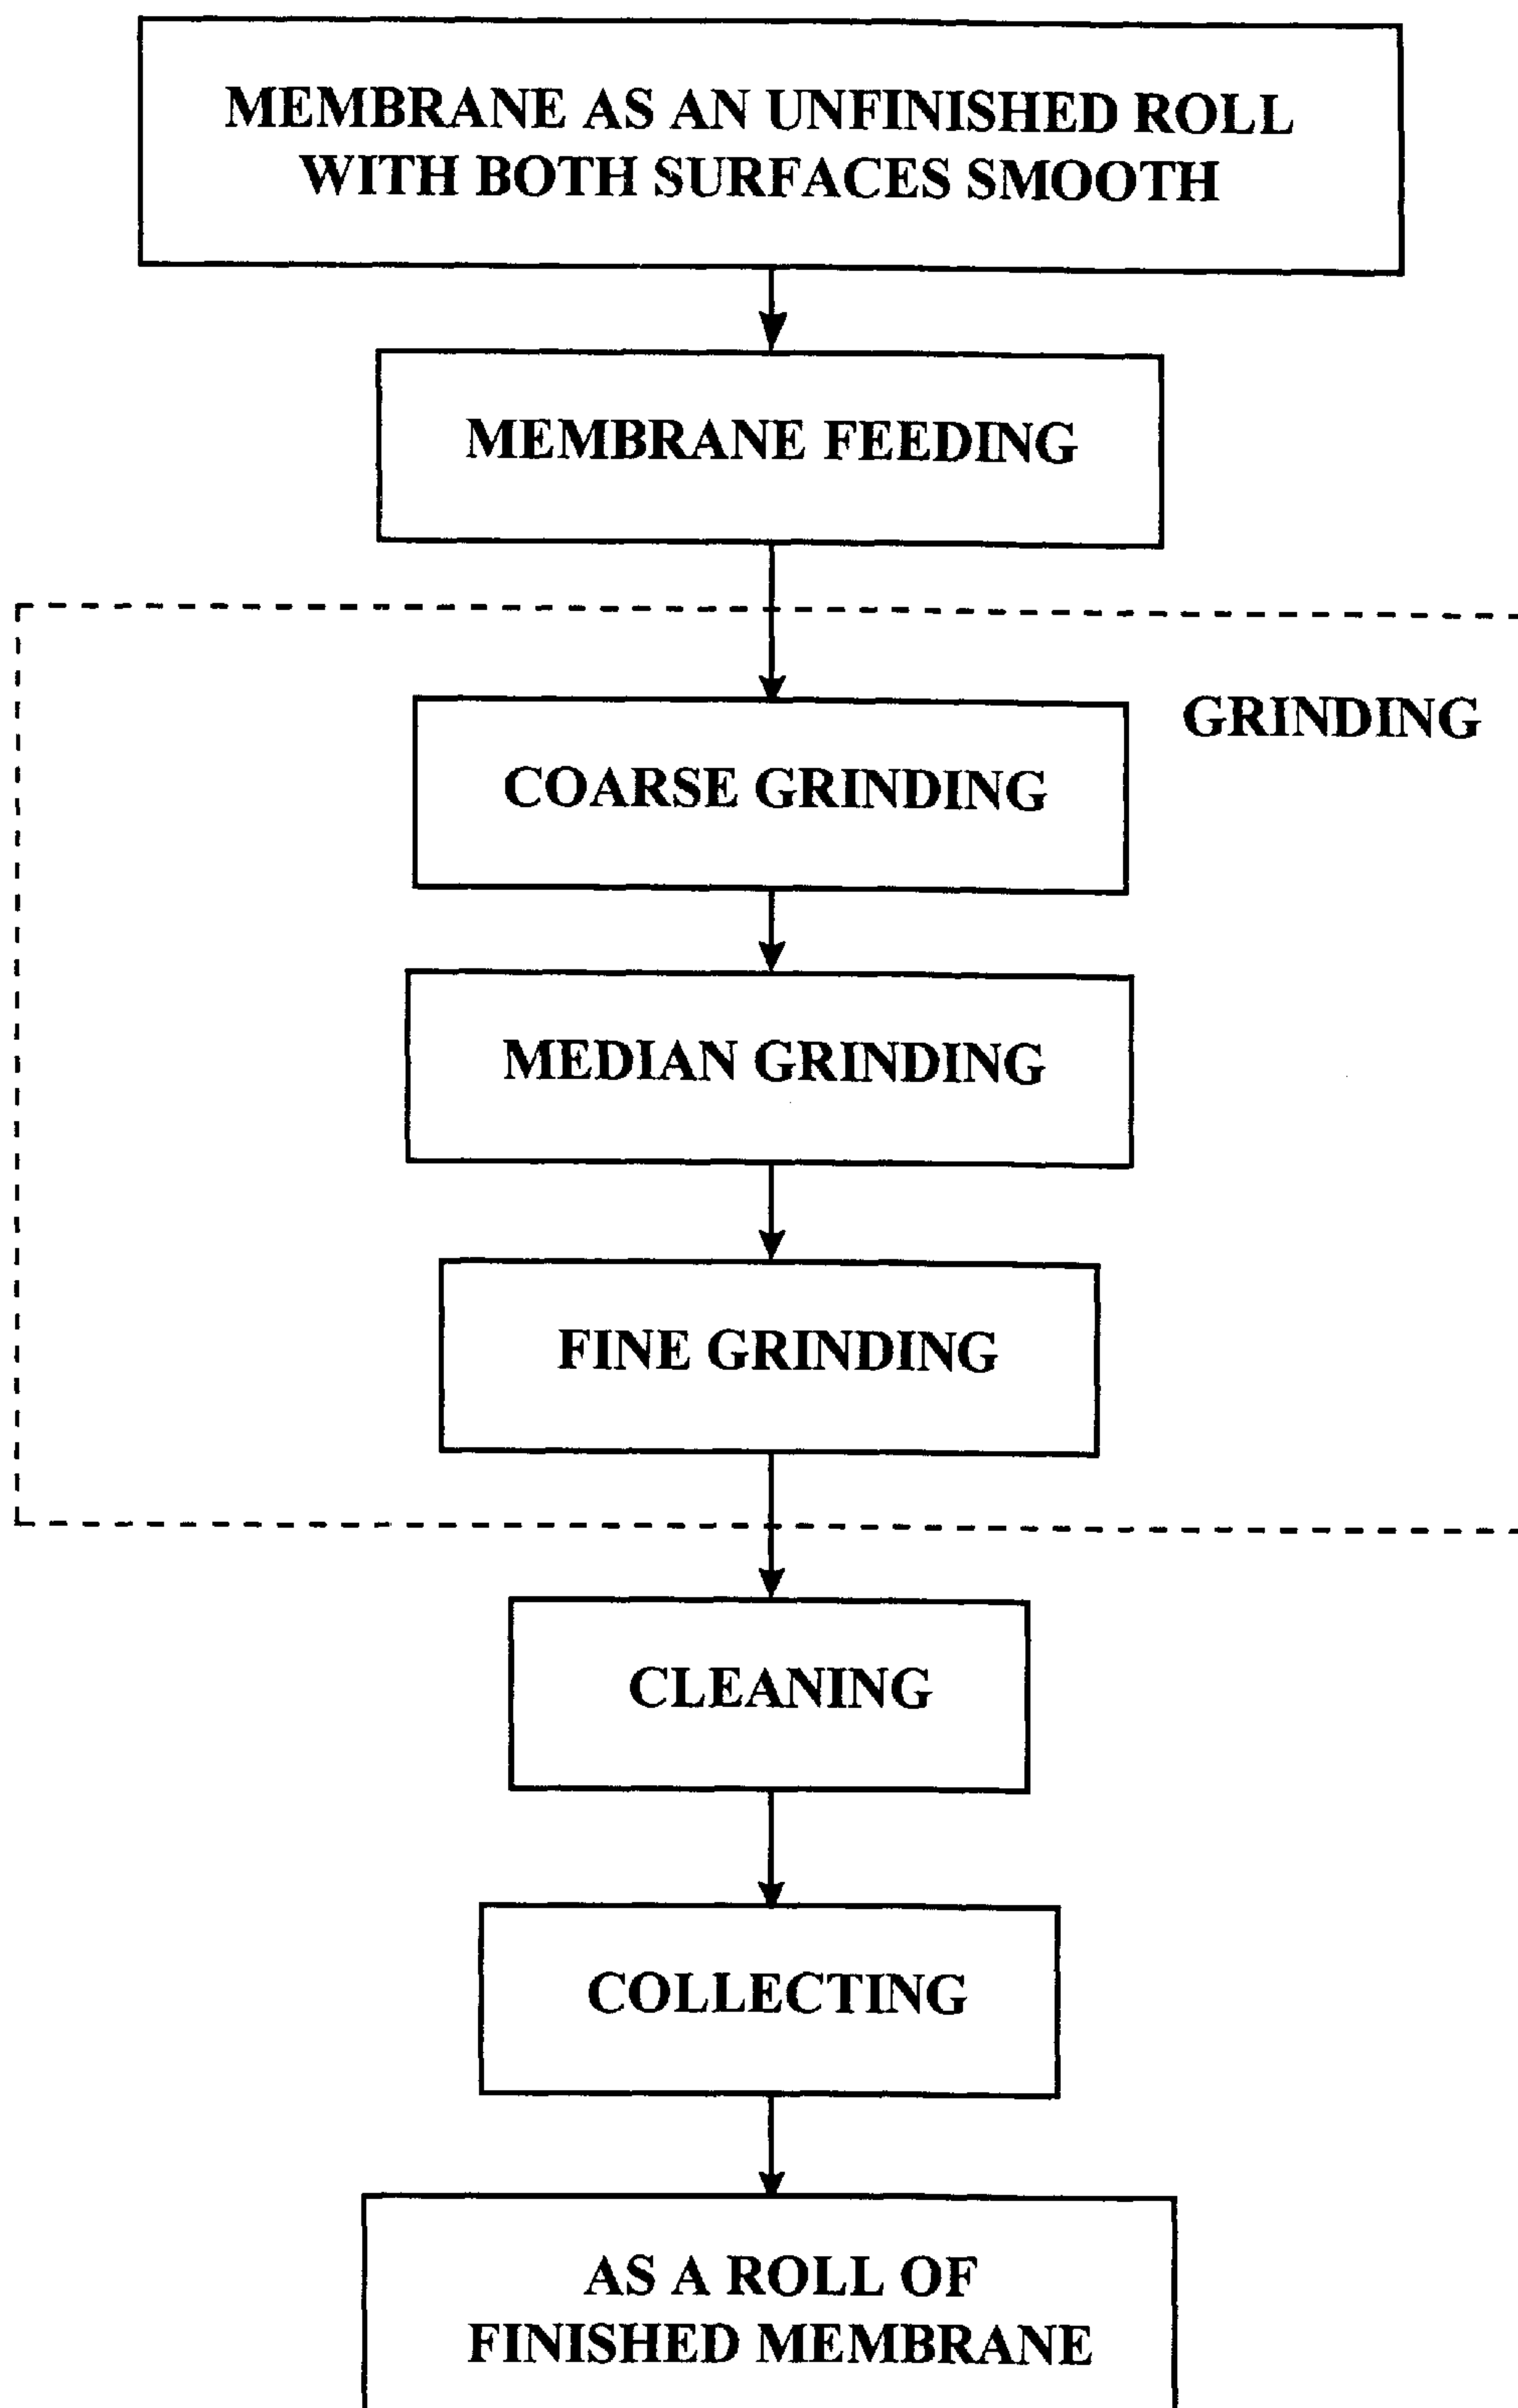 MEMBRANE AS AN UNFINISHED ROLL
WITH BOTH SURFACES SMOOTH
MEMBRANE FEEDING
GRINDING
COARSE GRINDING
MEDIAN GRINDING
FINE GRINDING
CLEANING
COLLECTING
AS A ROLL OF
FINISHED MEMBRANE